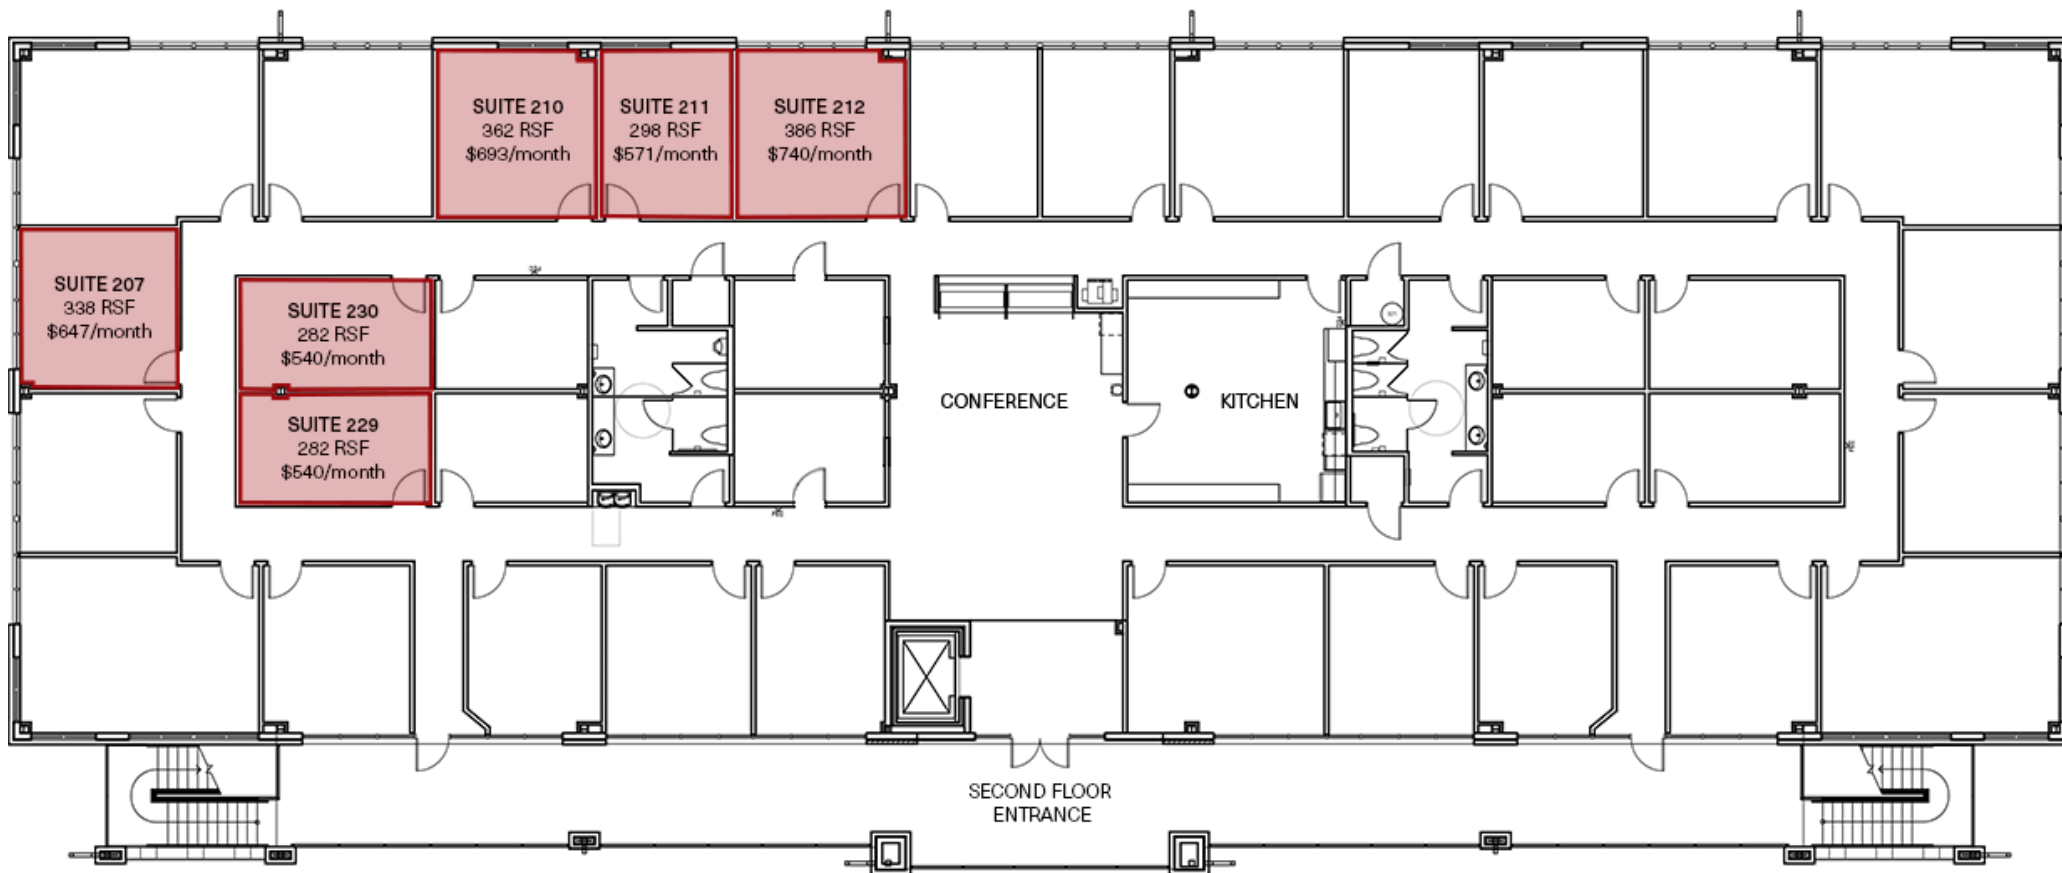 SUITE 210
362 RSF
$693/month
SUITE 211
298 RSF
$571/month
SUITE 212
386 RSF
$740/month
SUITE 207
338 RSF
$647/month
SUITE 230
282 RSF
$540/month
SUITE 229
282 RSF
$540/month
CONFERENCE
KITCHEN
SECOND FLOOR
ENTRANCE